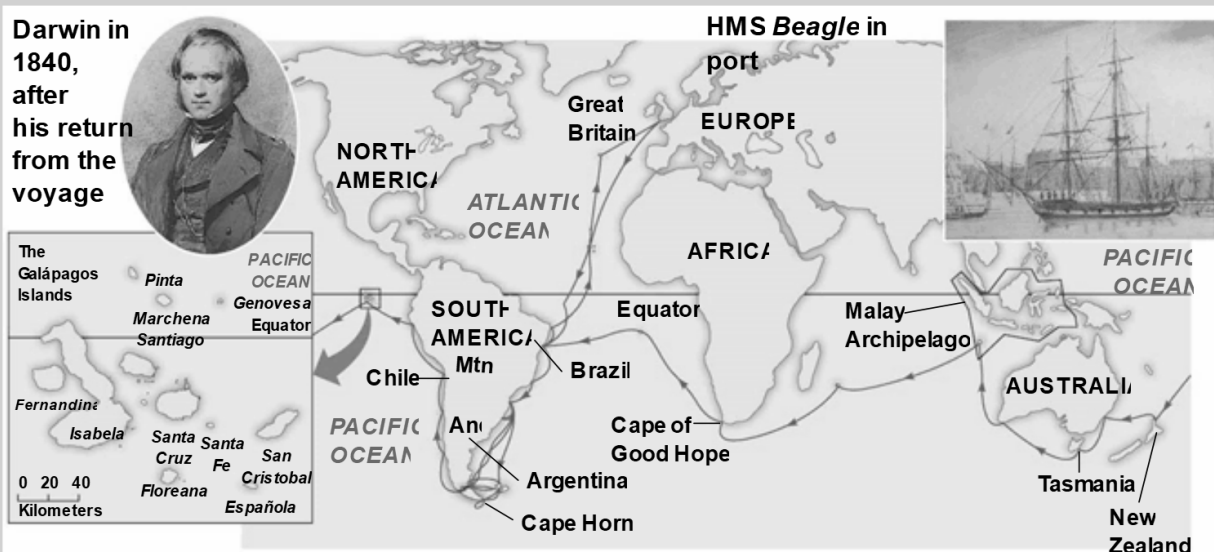 Darwin in
1840,
after
his return
from the
voyage
HMS Beagle in
port
Great
Britain
EUROPE
NORTH
AMERICA
ATLANTIC
OCEAN
AFRICA
PACIFIC
OCEAN
The
Galápagos
Islands
PACIFIC
OCEAN
Pinta
Genovesa
Marchena
Equator
Santiago
Fernandina
Isabela
Santa
Cruz
Santa
Fe
San
Cristobal
Floreana
Española
0 20 40
Kilometers
SOUTH
AMERICA
Mtn
Equator
Malay
Archipelago
Chile
Brazil
AUSTRALIA
PACIFIC
OCEAN
An
Cape of
Good Hope
Argentina
Cape Horn
Tasmania
New
Zealand